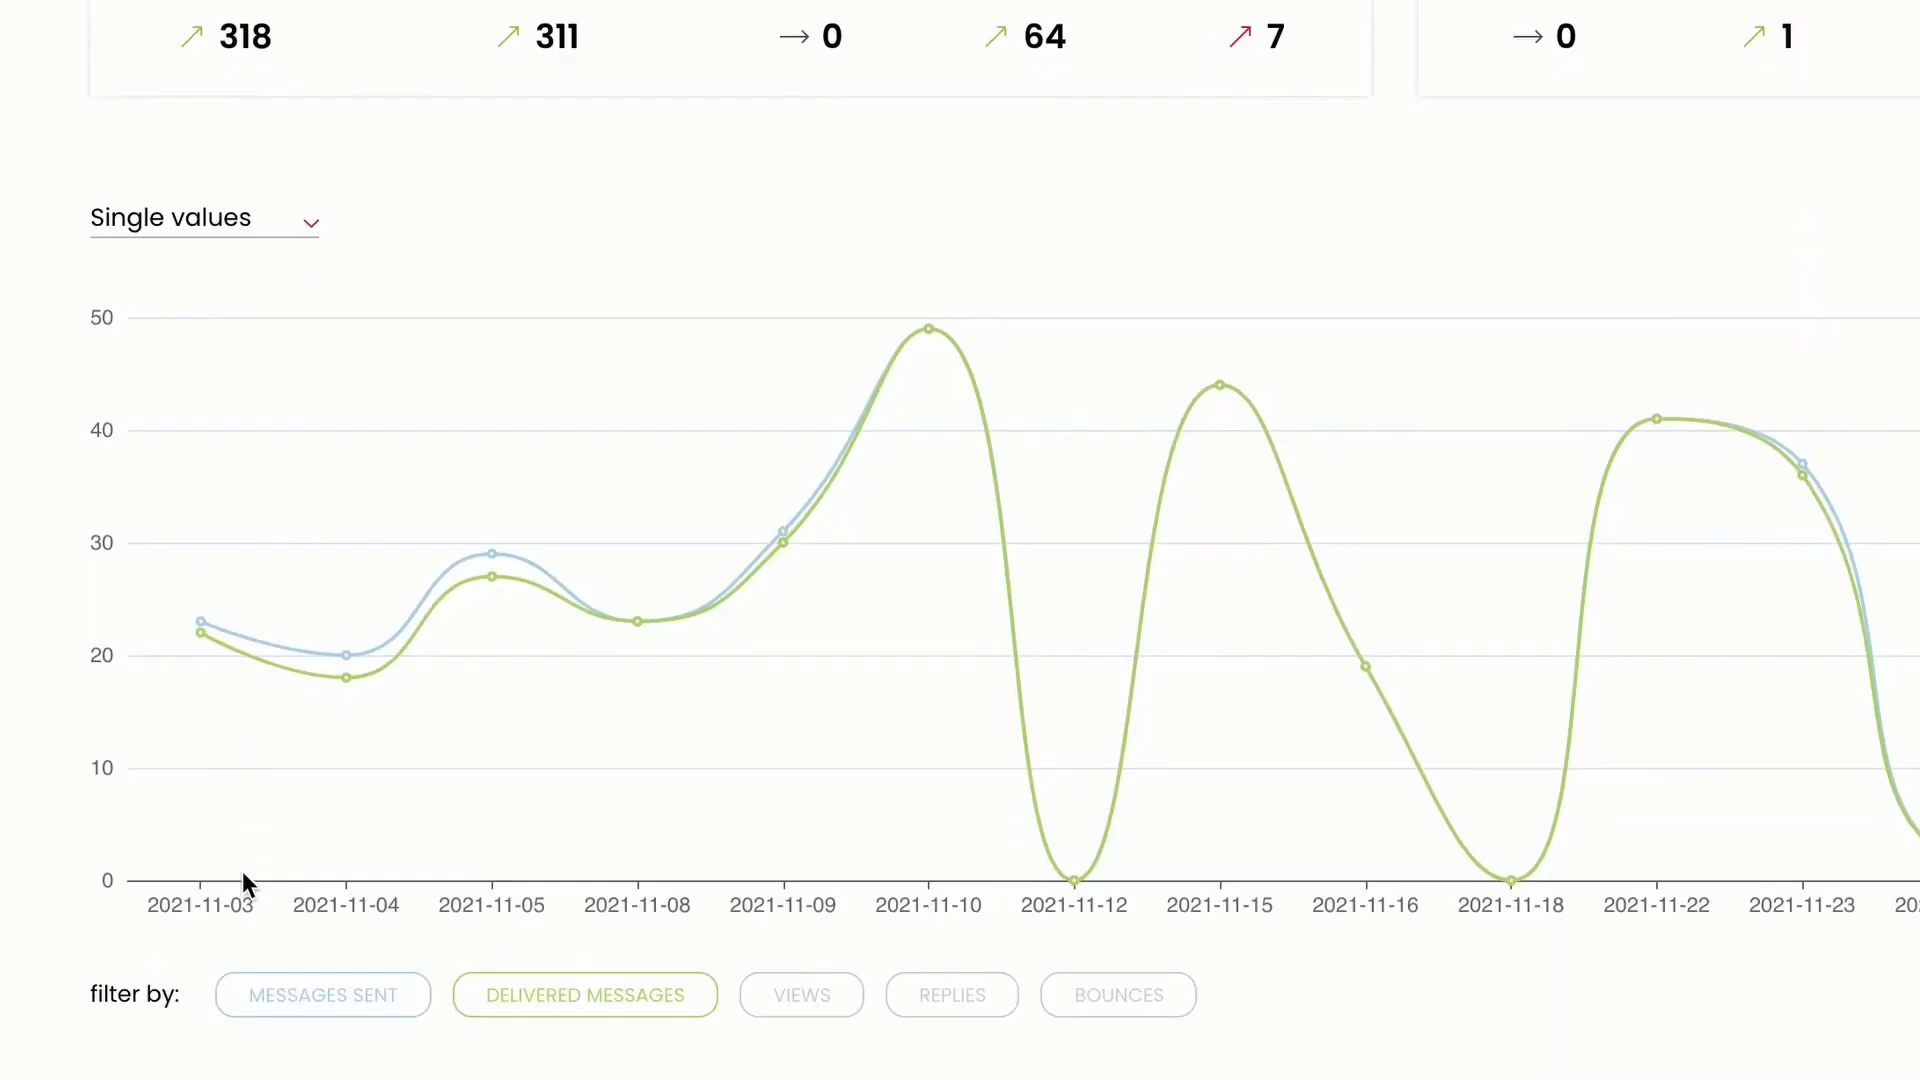 318 311 0 64 7 0 1
Single values
50
40
30
20
10
0
2021-11-03 2021-11-04 2021-11-05 2021-11-08 2021-11-09 2021-11-10 2021-11-12 2021-11-15 2021-11-16 2021-11-18 2021-11-22 2021-11-23 20
filter by: MESSAGES SENT DELIVERED MESSAGES VIEWS REPLIES BOUNCES